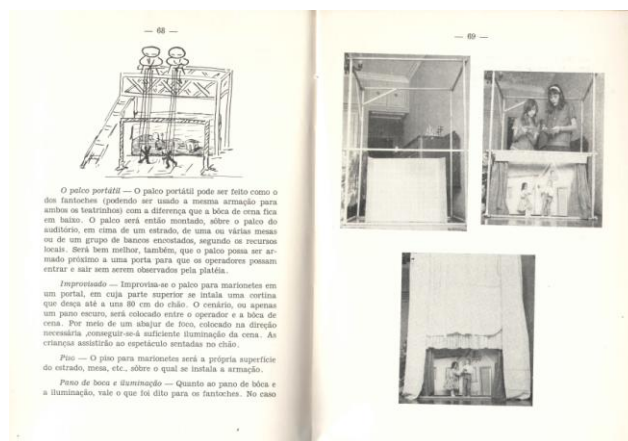 — 68 —
O palco portátil — O palco portátil pode ser feito como o
dos fantoches (podendo ser usado a mesma armação para
ambos os teatrinhos) com a diferença que a bôca de cena fica
em baixo. O palco será então montado, sôbre o palco do
auditório, em cima de um estrado, de uma ou várias mesas
ou de um grupo de bancos encostados, segundo os recursos
locais. Será bem melhor, também, que o palco possa ser ar-
mado próximo a uma porta para que os operadores possam
entrar e sair sem serem observados pela platéia.
Improvisado — Improvisa-se o palco para marionetes em
um portal, em cuja parte superior se intala uma cortina
que desça até a uns 80 cm do chão. O cenário, ou apenas
um pano escuro, será colocado entre o operador e a bôca de
cena. Por meio de um abajur de foco, colocado na direção
necessária ,conseguir-se-á suficiente iluminação da cena. As
crianças assistirão ao espetáculo sentadas no chão.
Piso — O piso para marionetes será a própria superfície
do estrado, mesa, etc., sôbre o qual se instala a armação.
Pano de boca e iluminação — Quanto ao pano de bôca e
a iluminação, vale o que foi dito para os fantoches. No caso
— 69 —